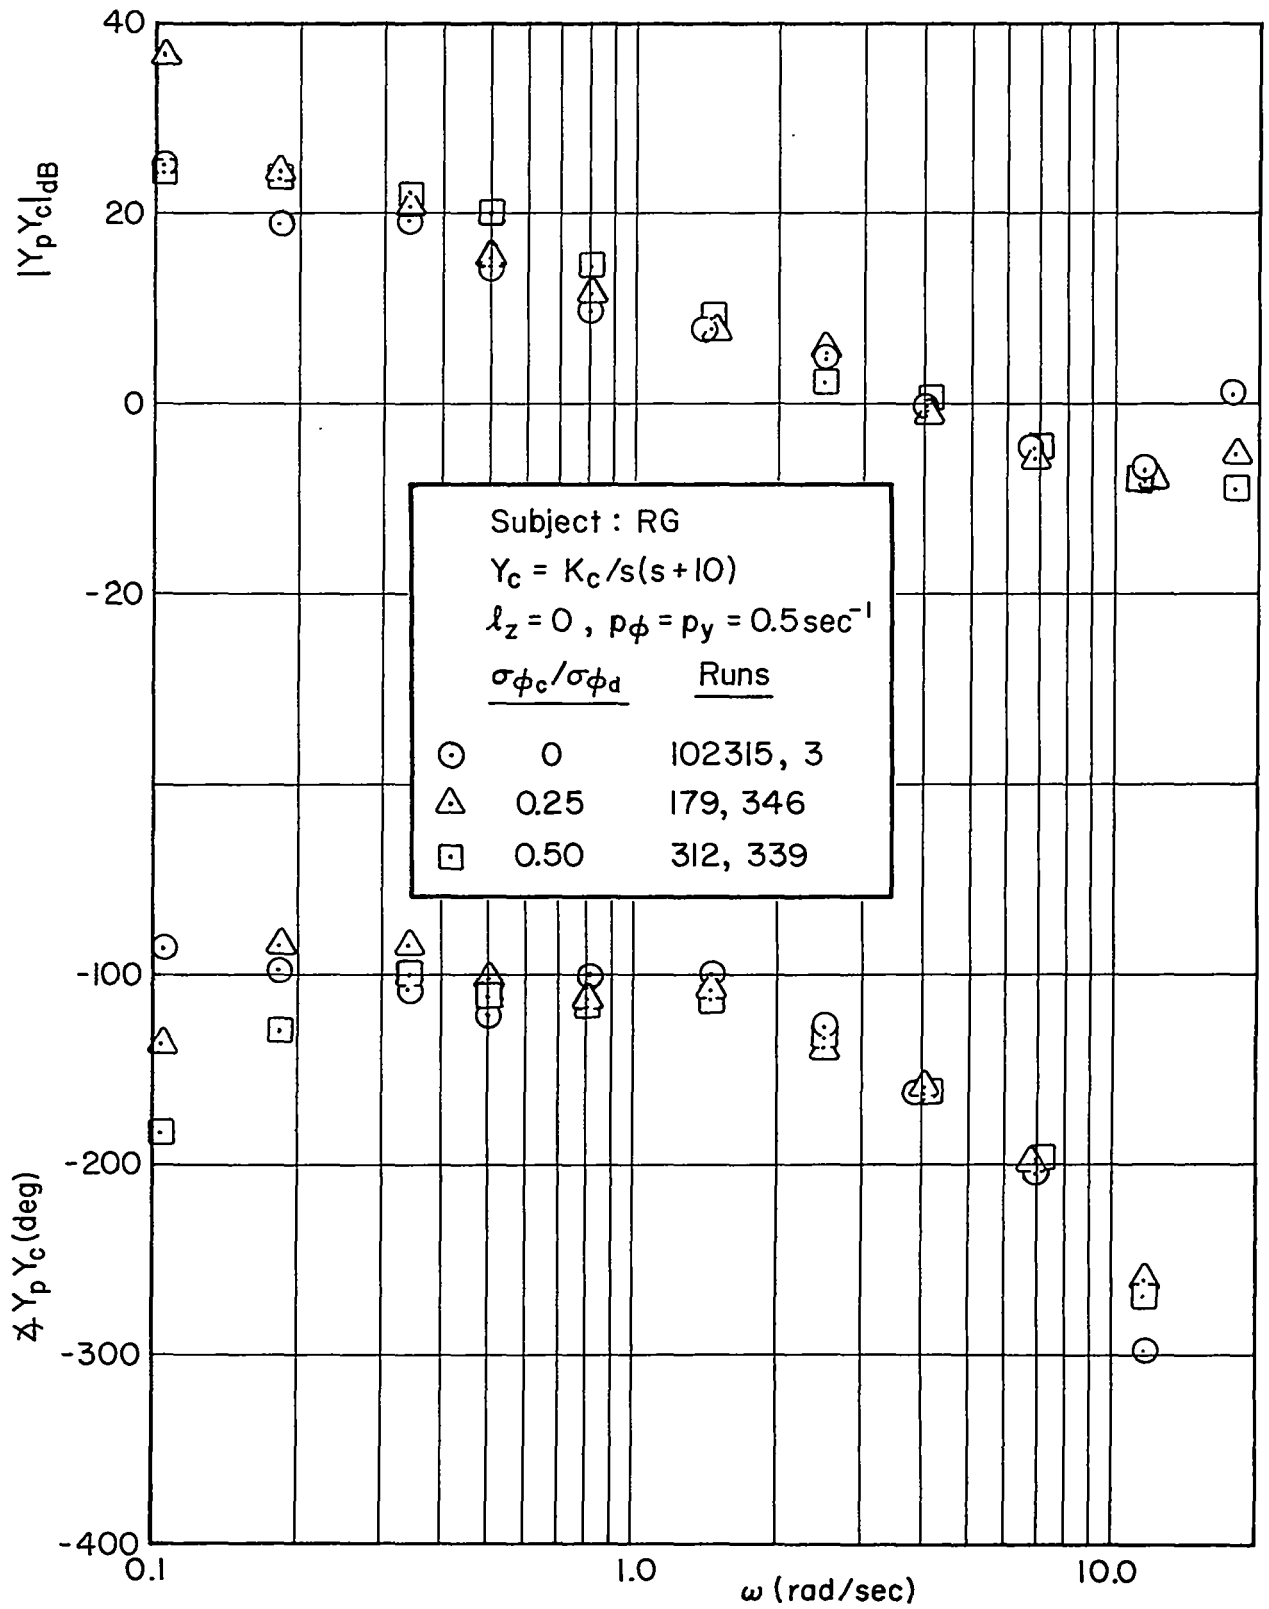 40
20
0
-20
|YpYc|dB
Subject : RG
Yc = Kc/s(s+10)
ℓz = 0 , pϕ = py = 0.5 sec⁻¹
σϕc/σϕd Runs
0 102315, 3
0.25 179, 346
0.50 312, 339
-100
-200
-300
-400
∡ YpYc (deg)
0.1 1.0 10.0
ω (rad/sec)